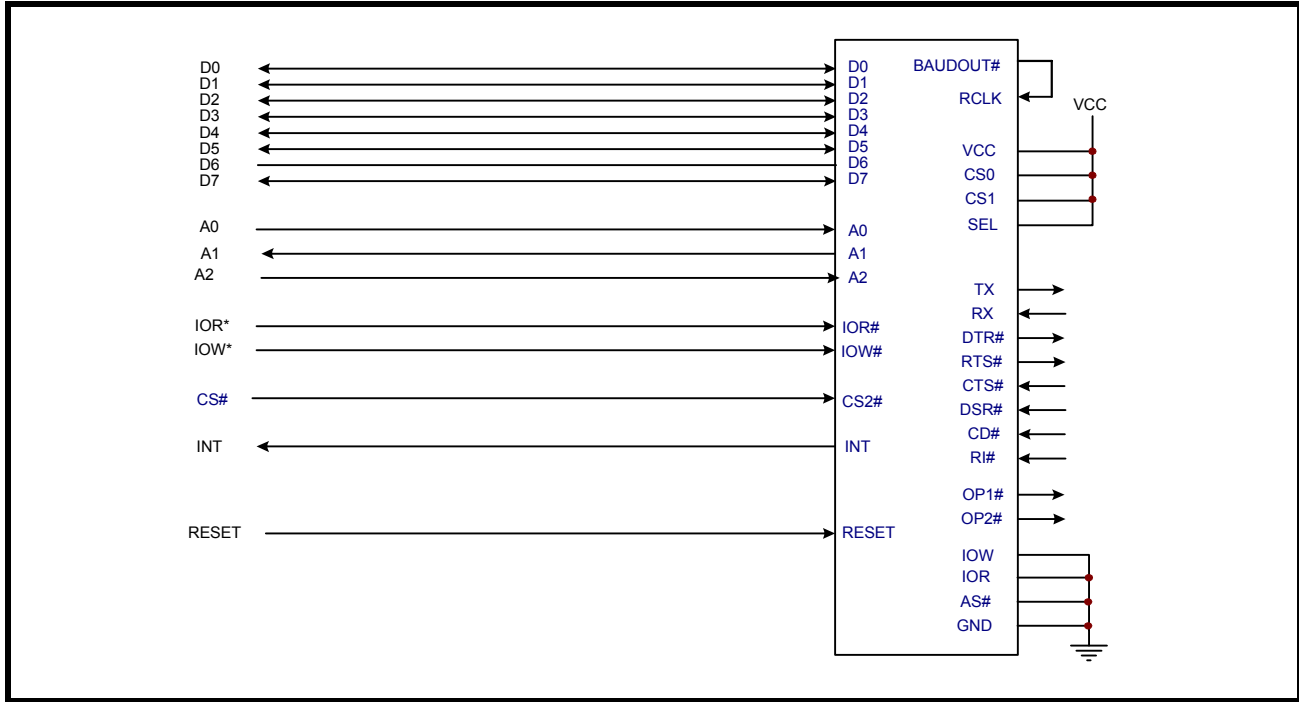 D0
D1
D2
D3
D4
D5
D6
D7
A0
A1
A2
IOR*
IOW*
CS#
INT
RESET
D0
D1
D2
D3
D4
D5
D6
D7
A0
A1
A2
IOR#
IOW#
CS2#
INT
RESET
BAUDOUT#
RCLK
VCC
CS0
CS1
SEL
TX
RX
DTR#
RTS#
CTS#
DSR#
CD#
RI#
OP1#
OP2#
IOW
IOR
AS#
GND
VCC